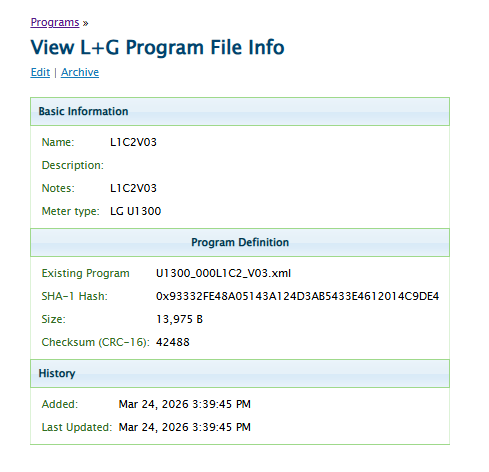 Programs »
View L+G Program File Info
Edit | Archive
Basic Information
Name: L1C2V03
Description:
Notes: L1C2V03
Meter type: LG U1300
Program Definition
Existing Program U1300_000L1C2_V03.xml
SHA-1 Hash: 0x93332FE48A05143A124D3AB5433E4612014C9DE4
Size: 13,975 B
Checksum (CRC-16): 42488
History
Added: Mar 24, 2026 3:39:45 PM
Last Updated: Mar 24, 2026 3:39:45 PM